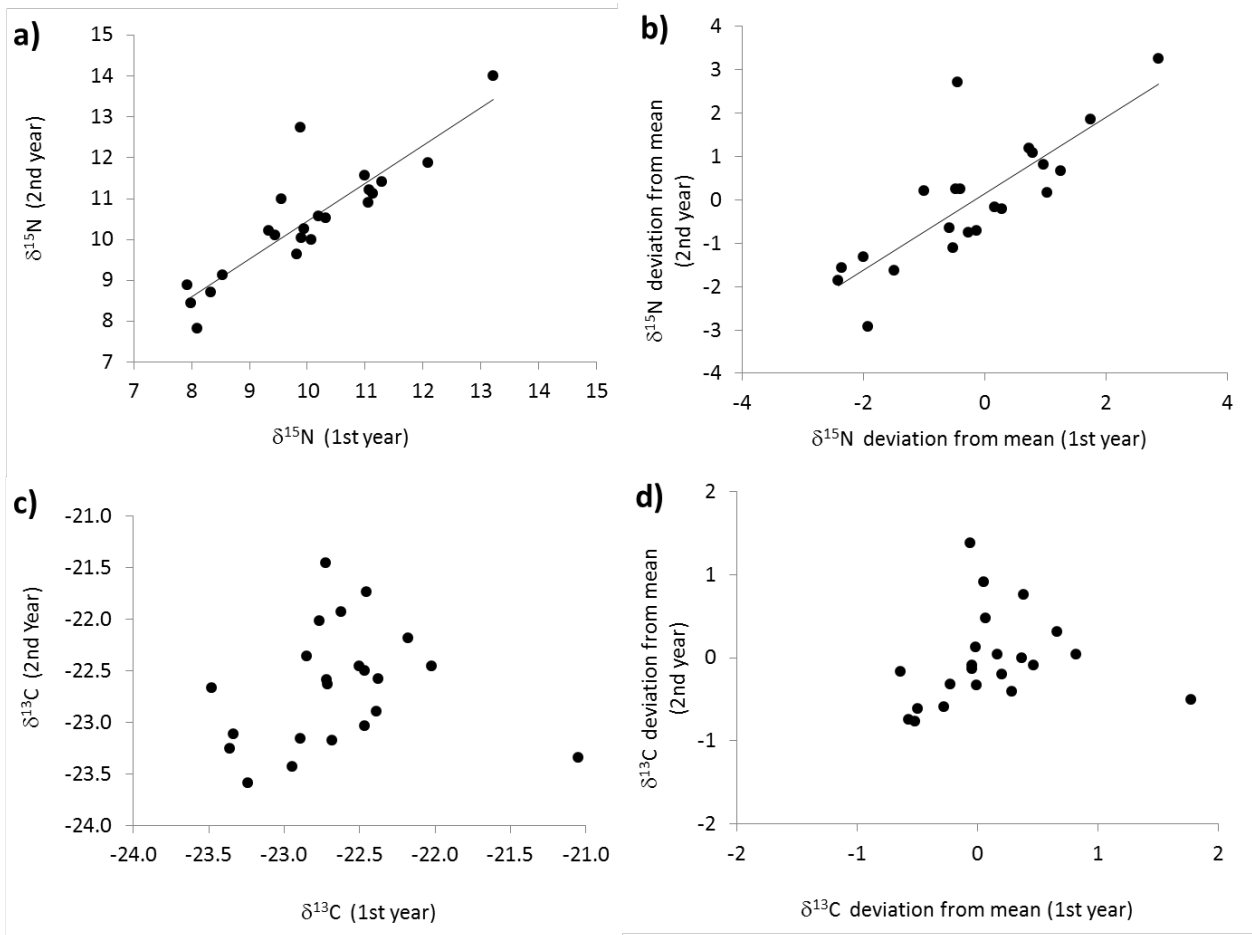 a)
15
14
13
12
11
10
9
8
7
7 8 9 10 11 12 13 14 15
δ¹⁵N (2nd year)
δ¹⁵N (1st year)
b)
4
3
2
1
0
-1
-2
-3
-4
-4 -2 0 2 4
δ¹⁵N deviation from mean
(2nd year)
δ¹⁵N deviation from mean (1st year)
c)
-21.0
-21.5
-22.0
-22.5
-23.0
-23.5
-24.0
-24.0 -23.5 -23.0 -22.5 -22.0 -21.5 -21.0
δ¹³C (2nd Year)
δ¹³C (1st year)
d)
2
1
0
-1
-2
-2 -1 0 1 2
δ¹³C deviation from mean
(2nd year)
δ¹³C deviation from mean (1st year)